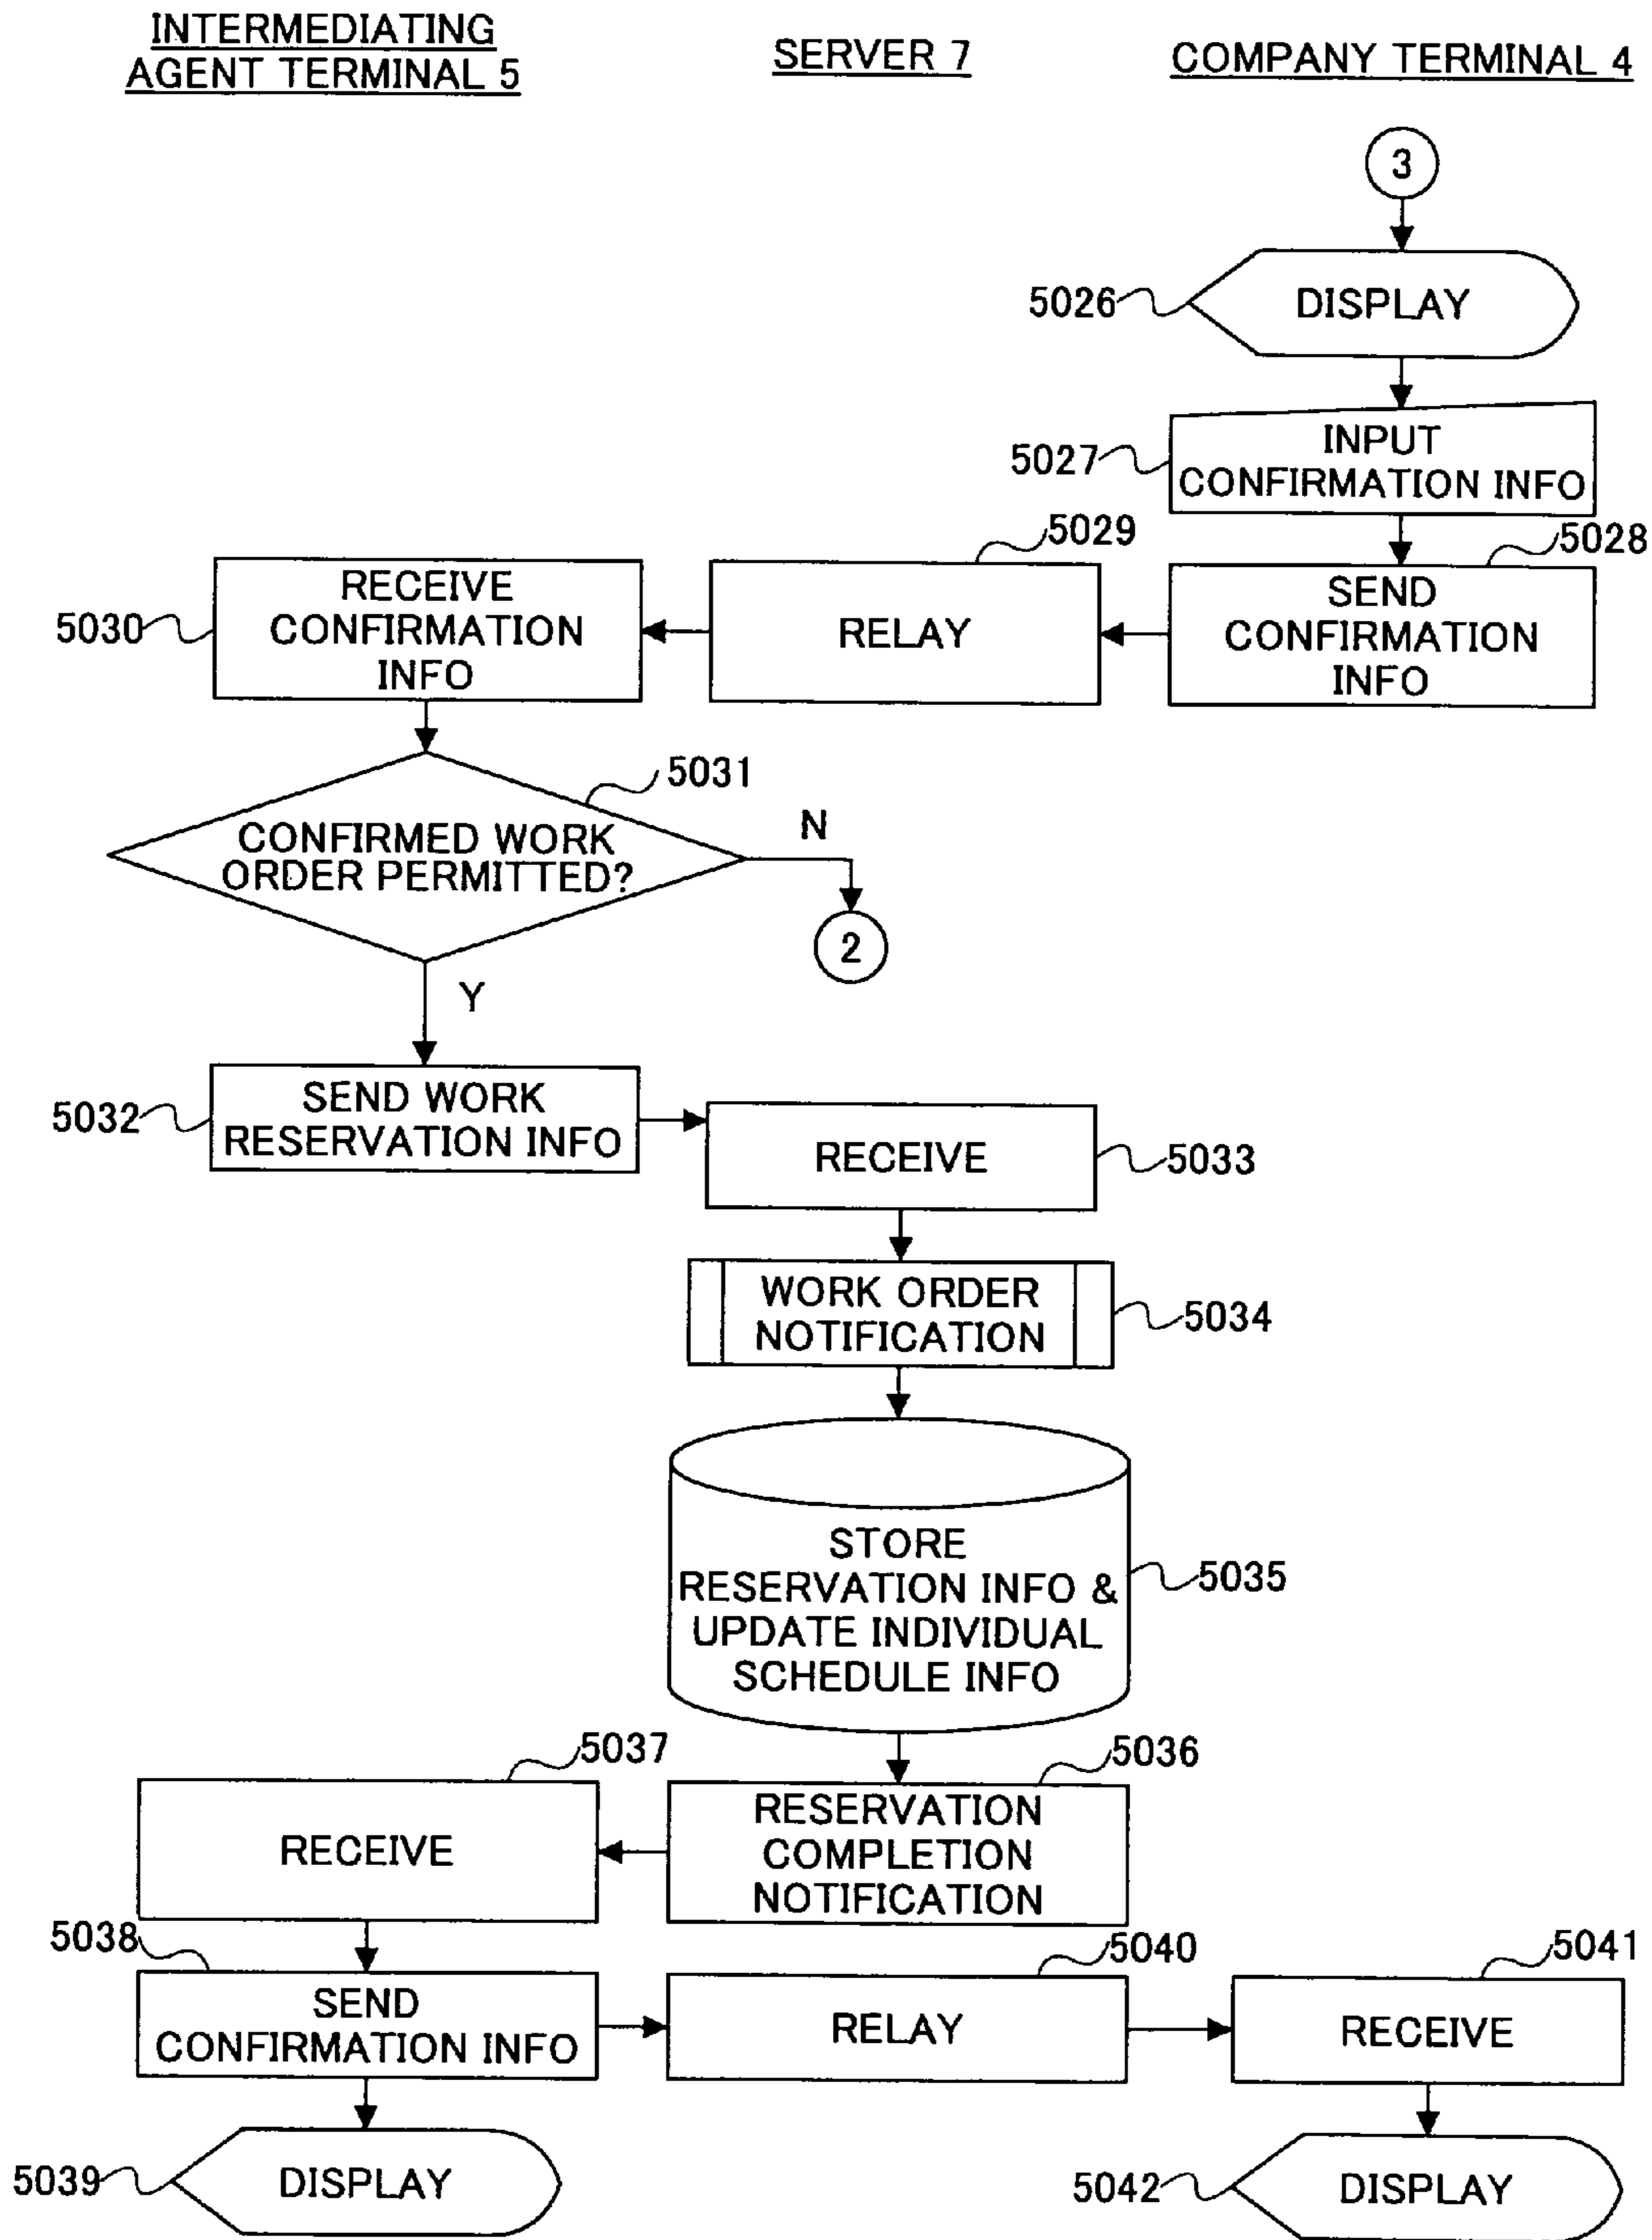 INTERMEDIATING
AGENT TERMINAL 5
SERVER 7
COMPANY TERMINAL 4
3
5026
DISPLAY
5027
INPUT
CONFIRMATION INFO
5028
SEND
CONFIRMATION
INFO
5029
RELAY
5030
RECEIVE
CONFIRMATION
INFO
5031
CONFIRMED WORK
ORDER PERMITTED?
N
2
Y
5032
SEND WORK
RESERVATION INFO
RECEIVE
5033
WORK ORDER
NOTIFICATION
5034
STORE
RESERVATION INFO &
UPDATE INDIVIDUAL
SCHEDULE INFO
5035
5036
RESERVATION
COMPLETION
NOTIFICATION
5037
RECEIVE
5038
SEND
CONFIRMATION INFO
5040
RELAY
5041
RECEIVE
5039
DISPLAY
5042
DISPLAY